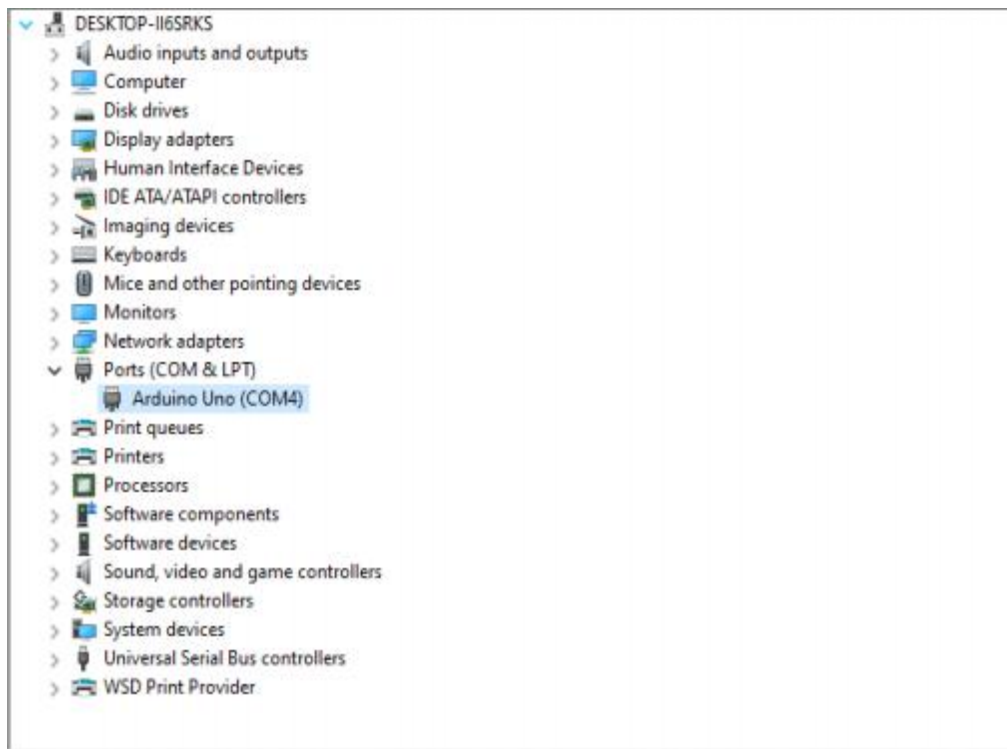 DESKTOP-II6SRKS
Audio inputs and outputs
Computer
Disk drives
Display adapters
Human Interface Devices
IDE ATA/ATAPI controllers
Imaging devices
Keyboards
Mice and other pointing devices
Monitors
Network adapters
Ports (COM & LPT)
Arduino Uno (COM4)
Print queues
Printers
Processors
Software components
Software devices
Sound, video and game controllers
Storage controllers
System devices
Universal Serial Bus controllers
WSD Print Provider